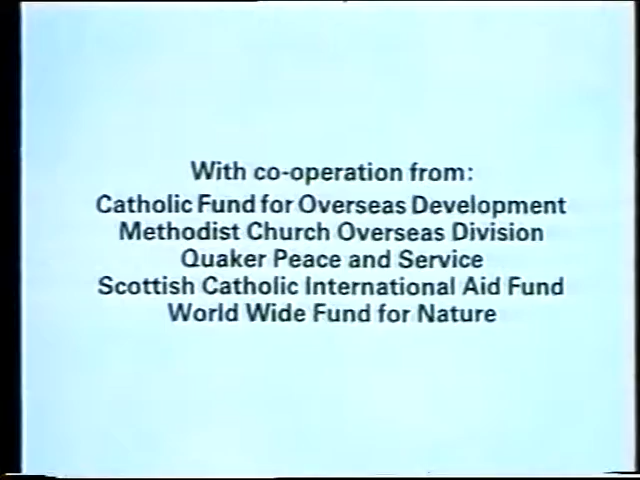 With co-operation from:
Catholic Fund for Overseas Development
Methodist Church Overseas Division
Quaker Peace and Service
Scottish Catholic International Aid Fund
World Wide Fund for Nature